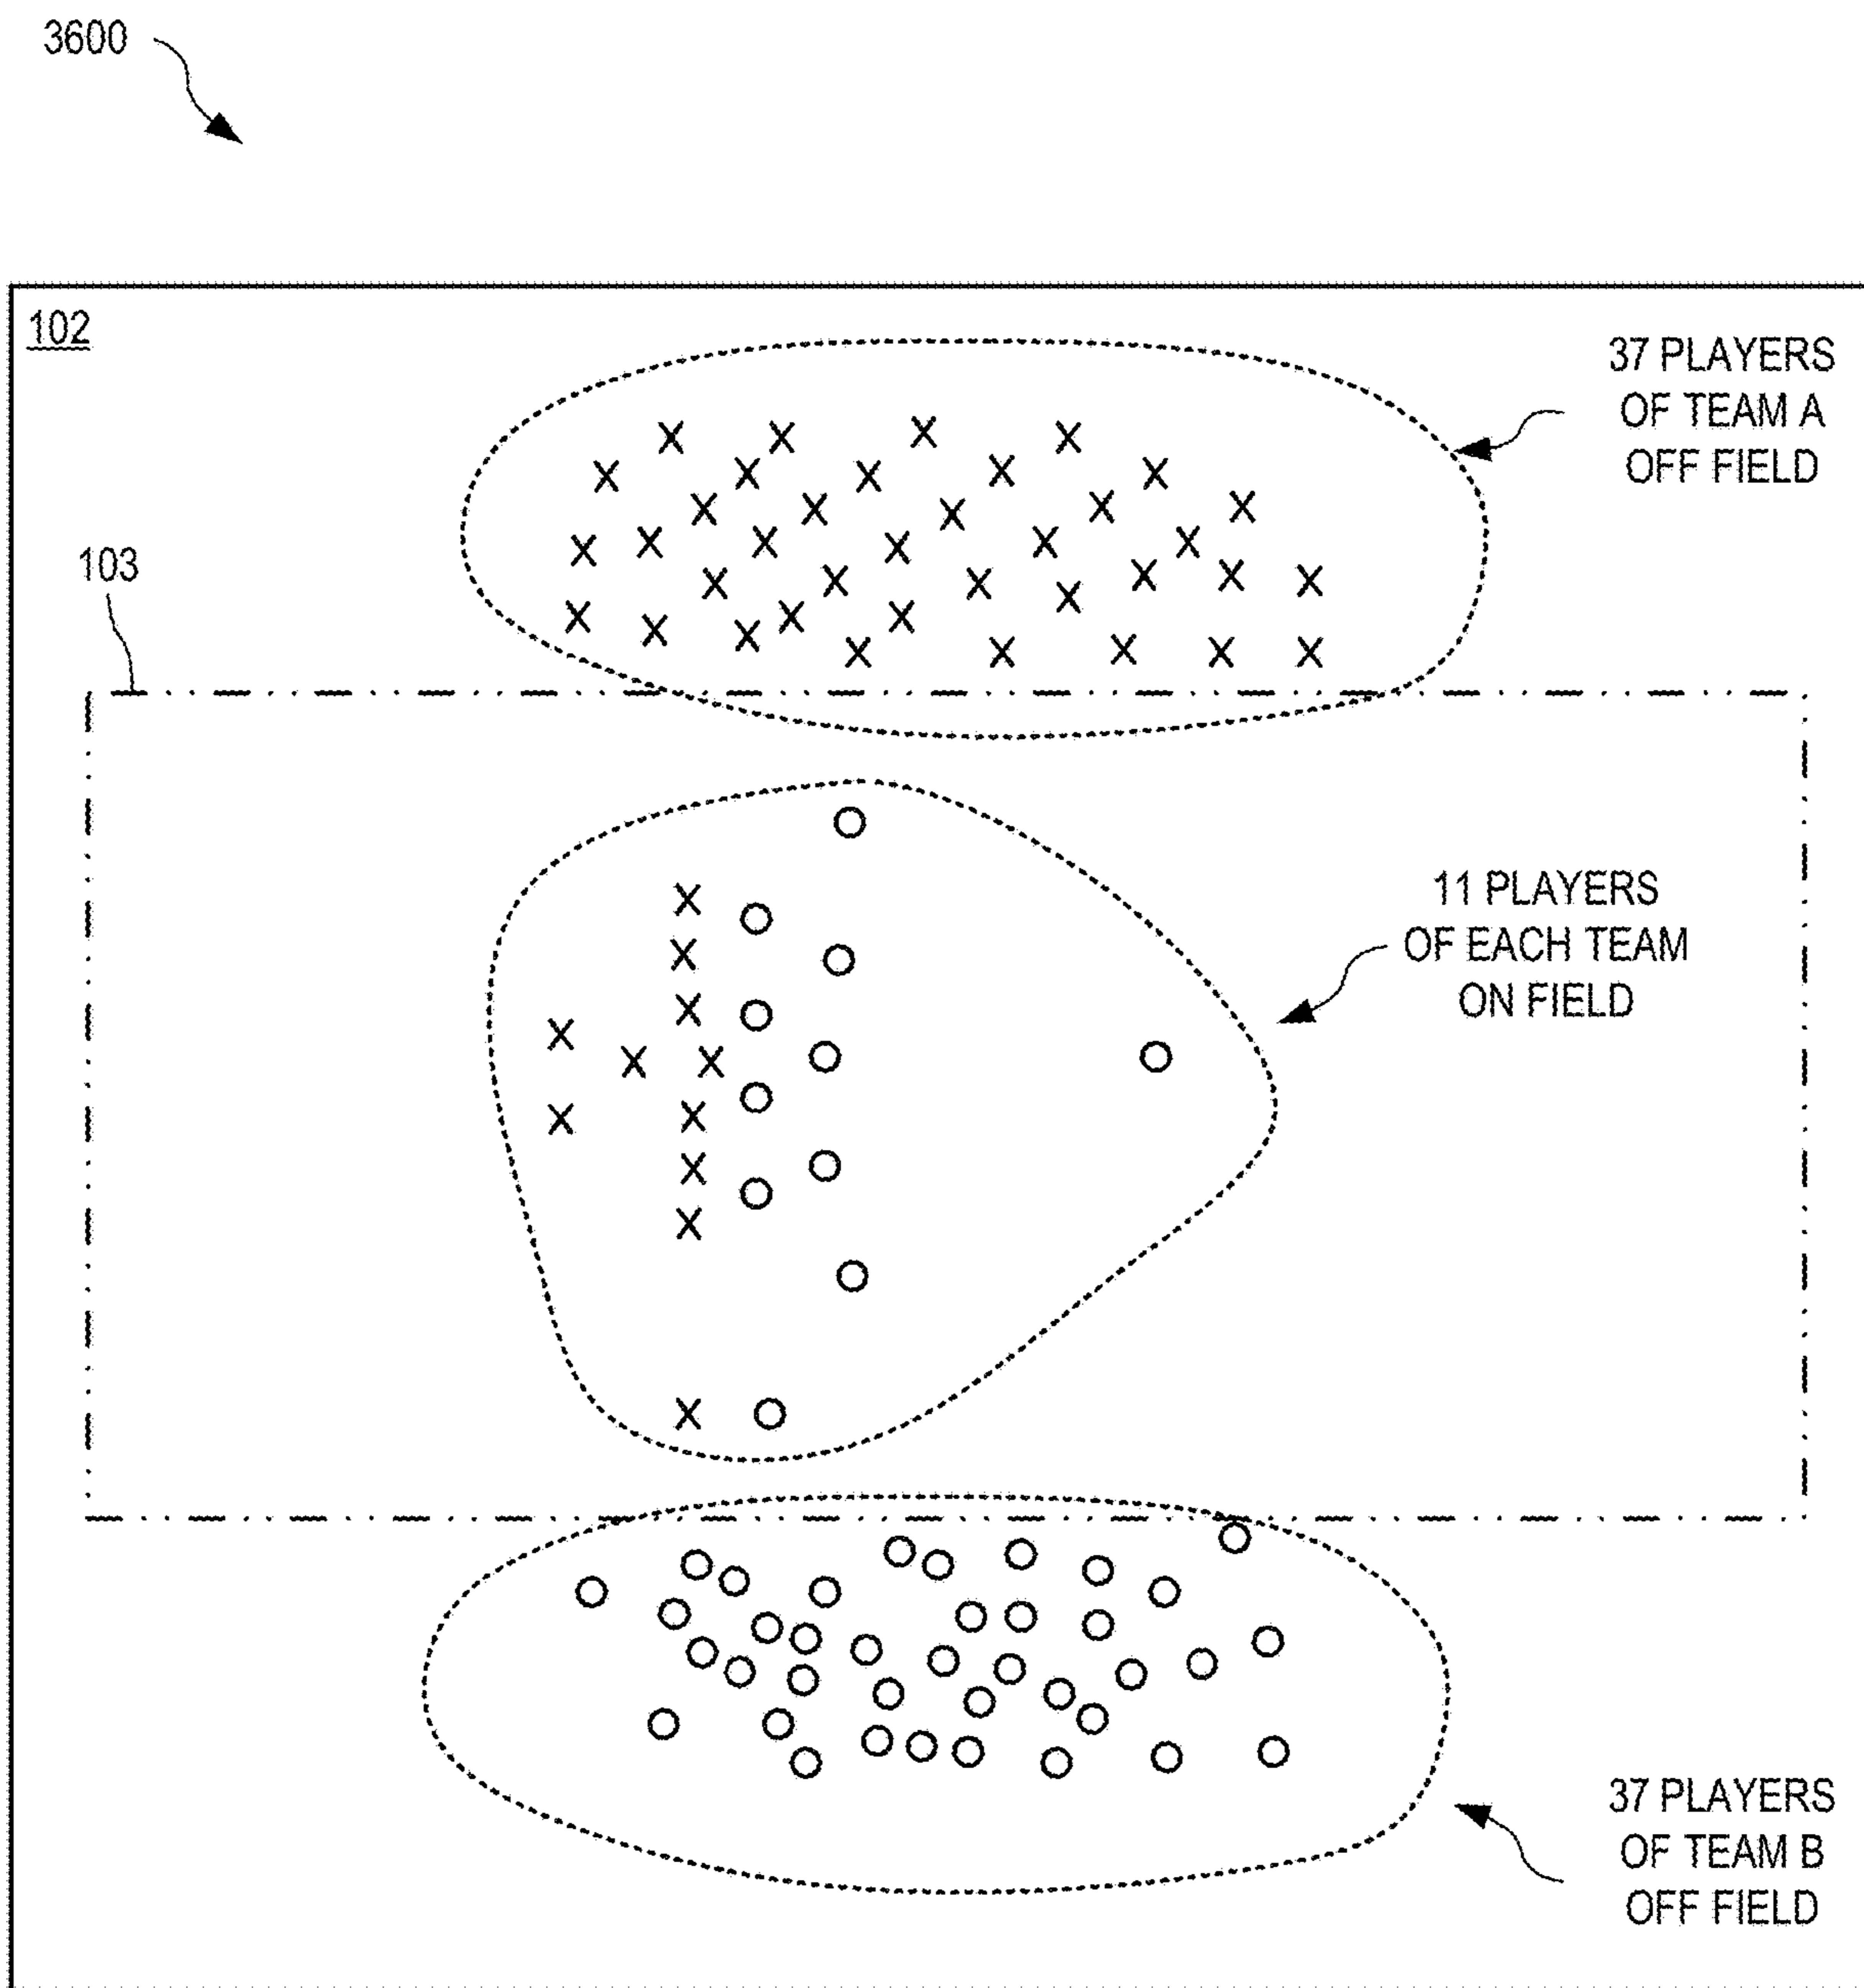 3600
102
37 PLAYERS
OF TEAM A
OFF FIELD
103
11 PLAYERS
OF EACH TEAM
ON FIELD
37 PLAYERS
OF TEAM B
OFF FIELD